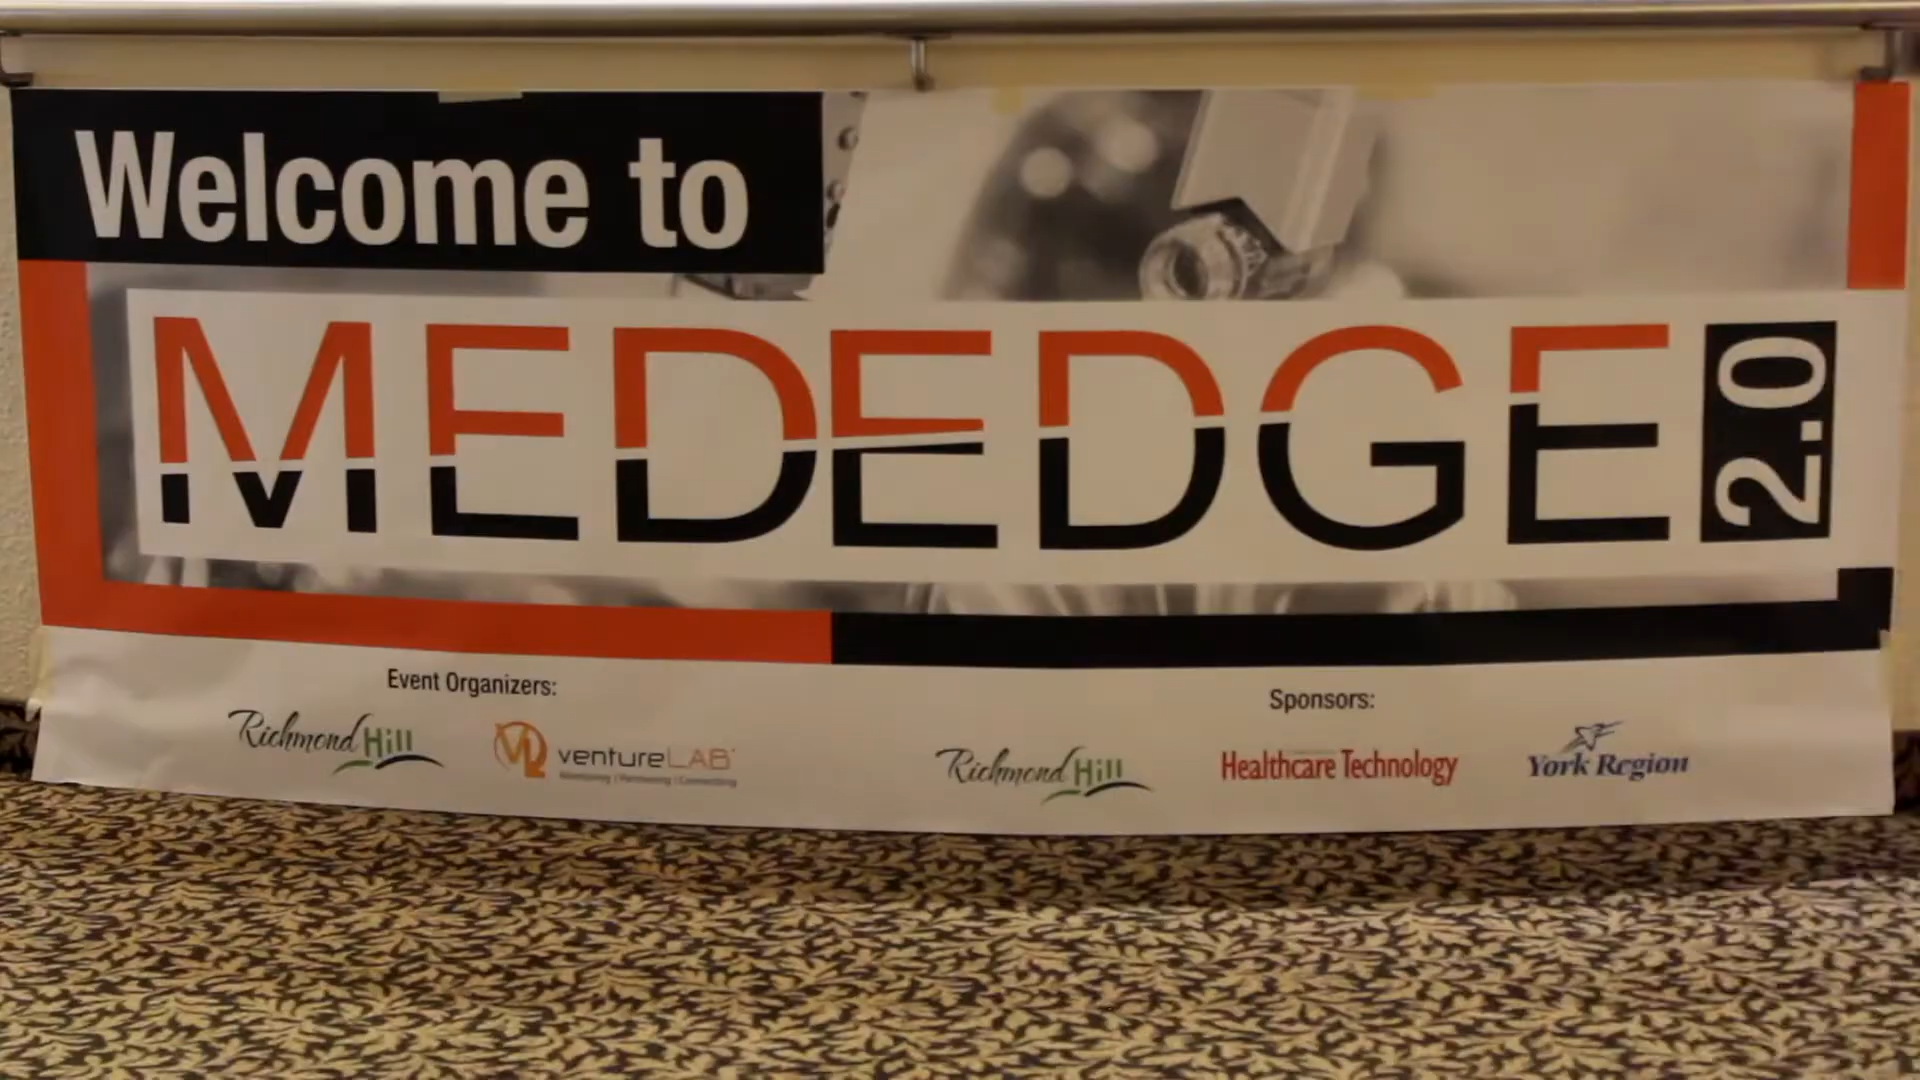 Welcome to
MEDEDGE 2.0
Event Organizers:
Richmond Hill
ventureLAB
Sponsors:
Richmond Hill
Healthcare Technology
York Region